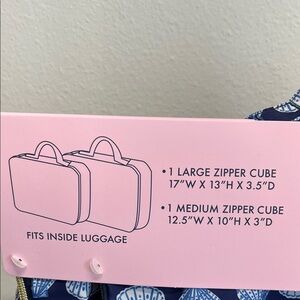 • 1 LARGE ZIPPER CUBE
17"W X 13"H X 3.5"D
• 1 MEDIUM ZIPPER CUBE
12.5"W X 10"H X 3"D
FITS INSIDE LUGGAGE